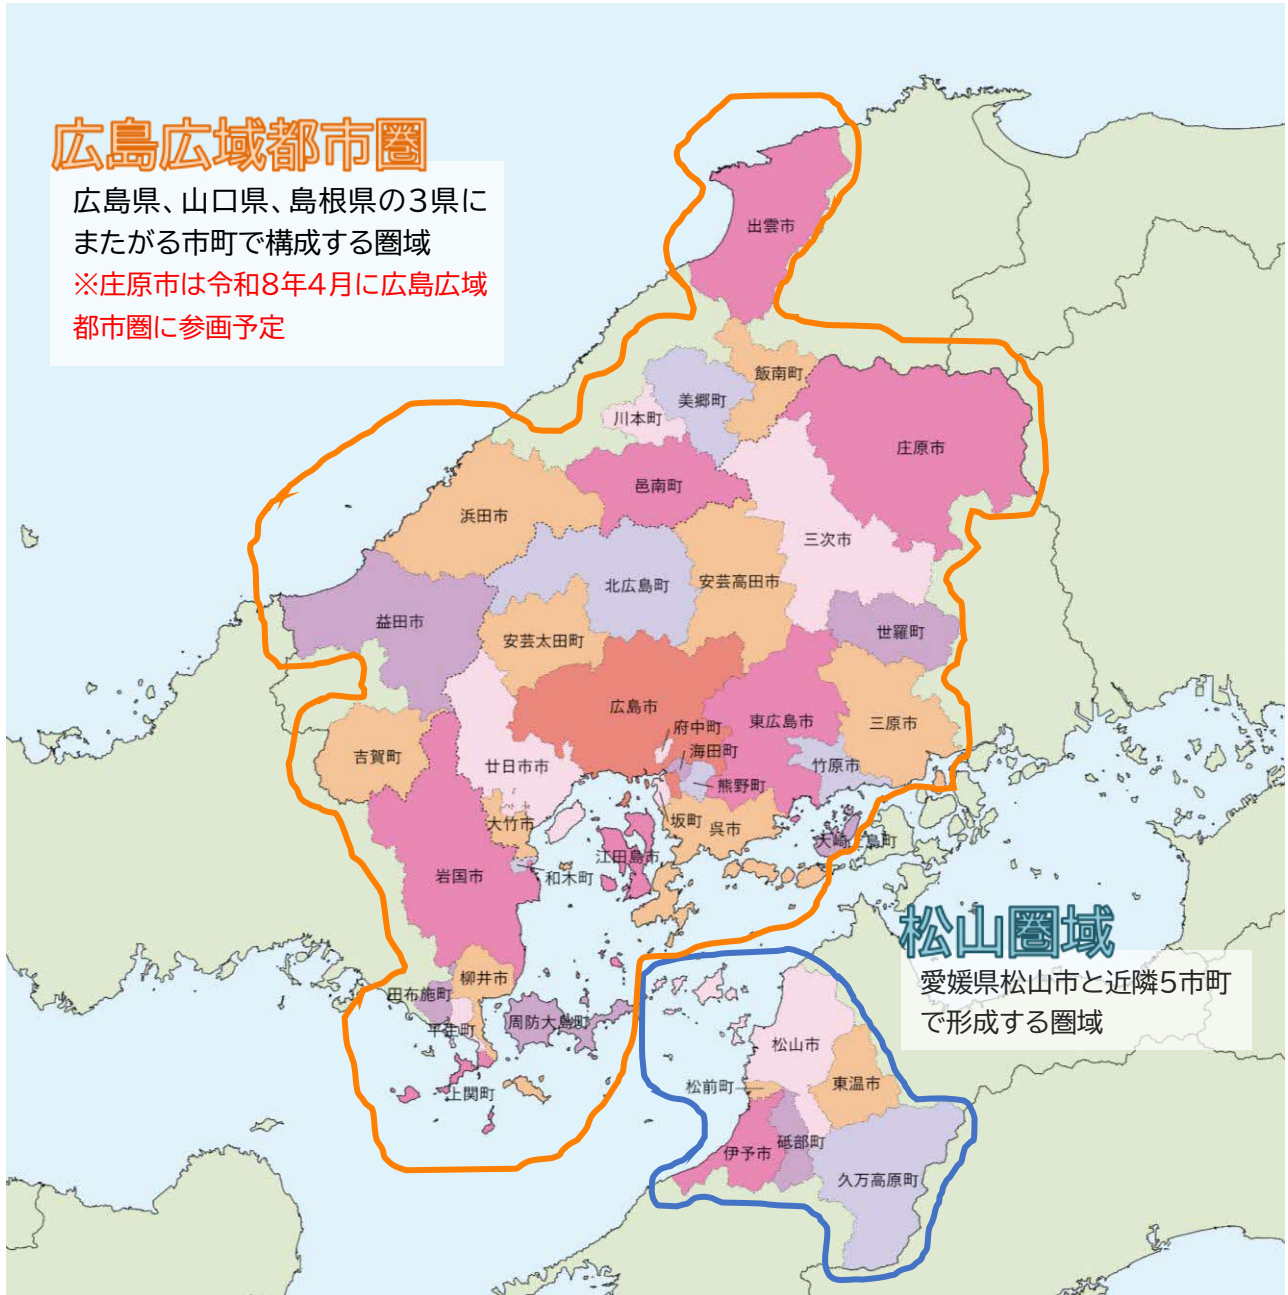 広島広域都市圏
広島県、山口県、島根県の3県に
またがる市町で構成する圏域
※庄原市は令和8年4月に広島広域
都市圏に参画予定
出雲市
飯南町
美郷町
川本町
庄原市
邑南町
浜田市
三次市
北広島町
安芸高田市
益田市
世羅町
安芸太田町
広島市
東広島市
三原市
府中町
海田町
吉賀町
廿日市市
竹原市
熊野町
大竹市
坂町
呉市
大崎上島町
江田島市
岩国市
和木町
柳井市
田布施町
周防大島町
平生町
上関町
松山圏域
愛媛県松山市と近隣5市町
で形成する圏域
松山市
松前町
東温市
伊予市
砥部町
久万高原町